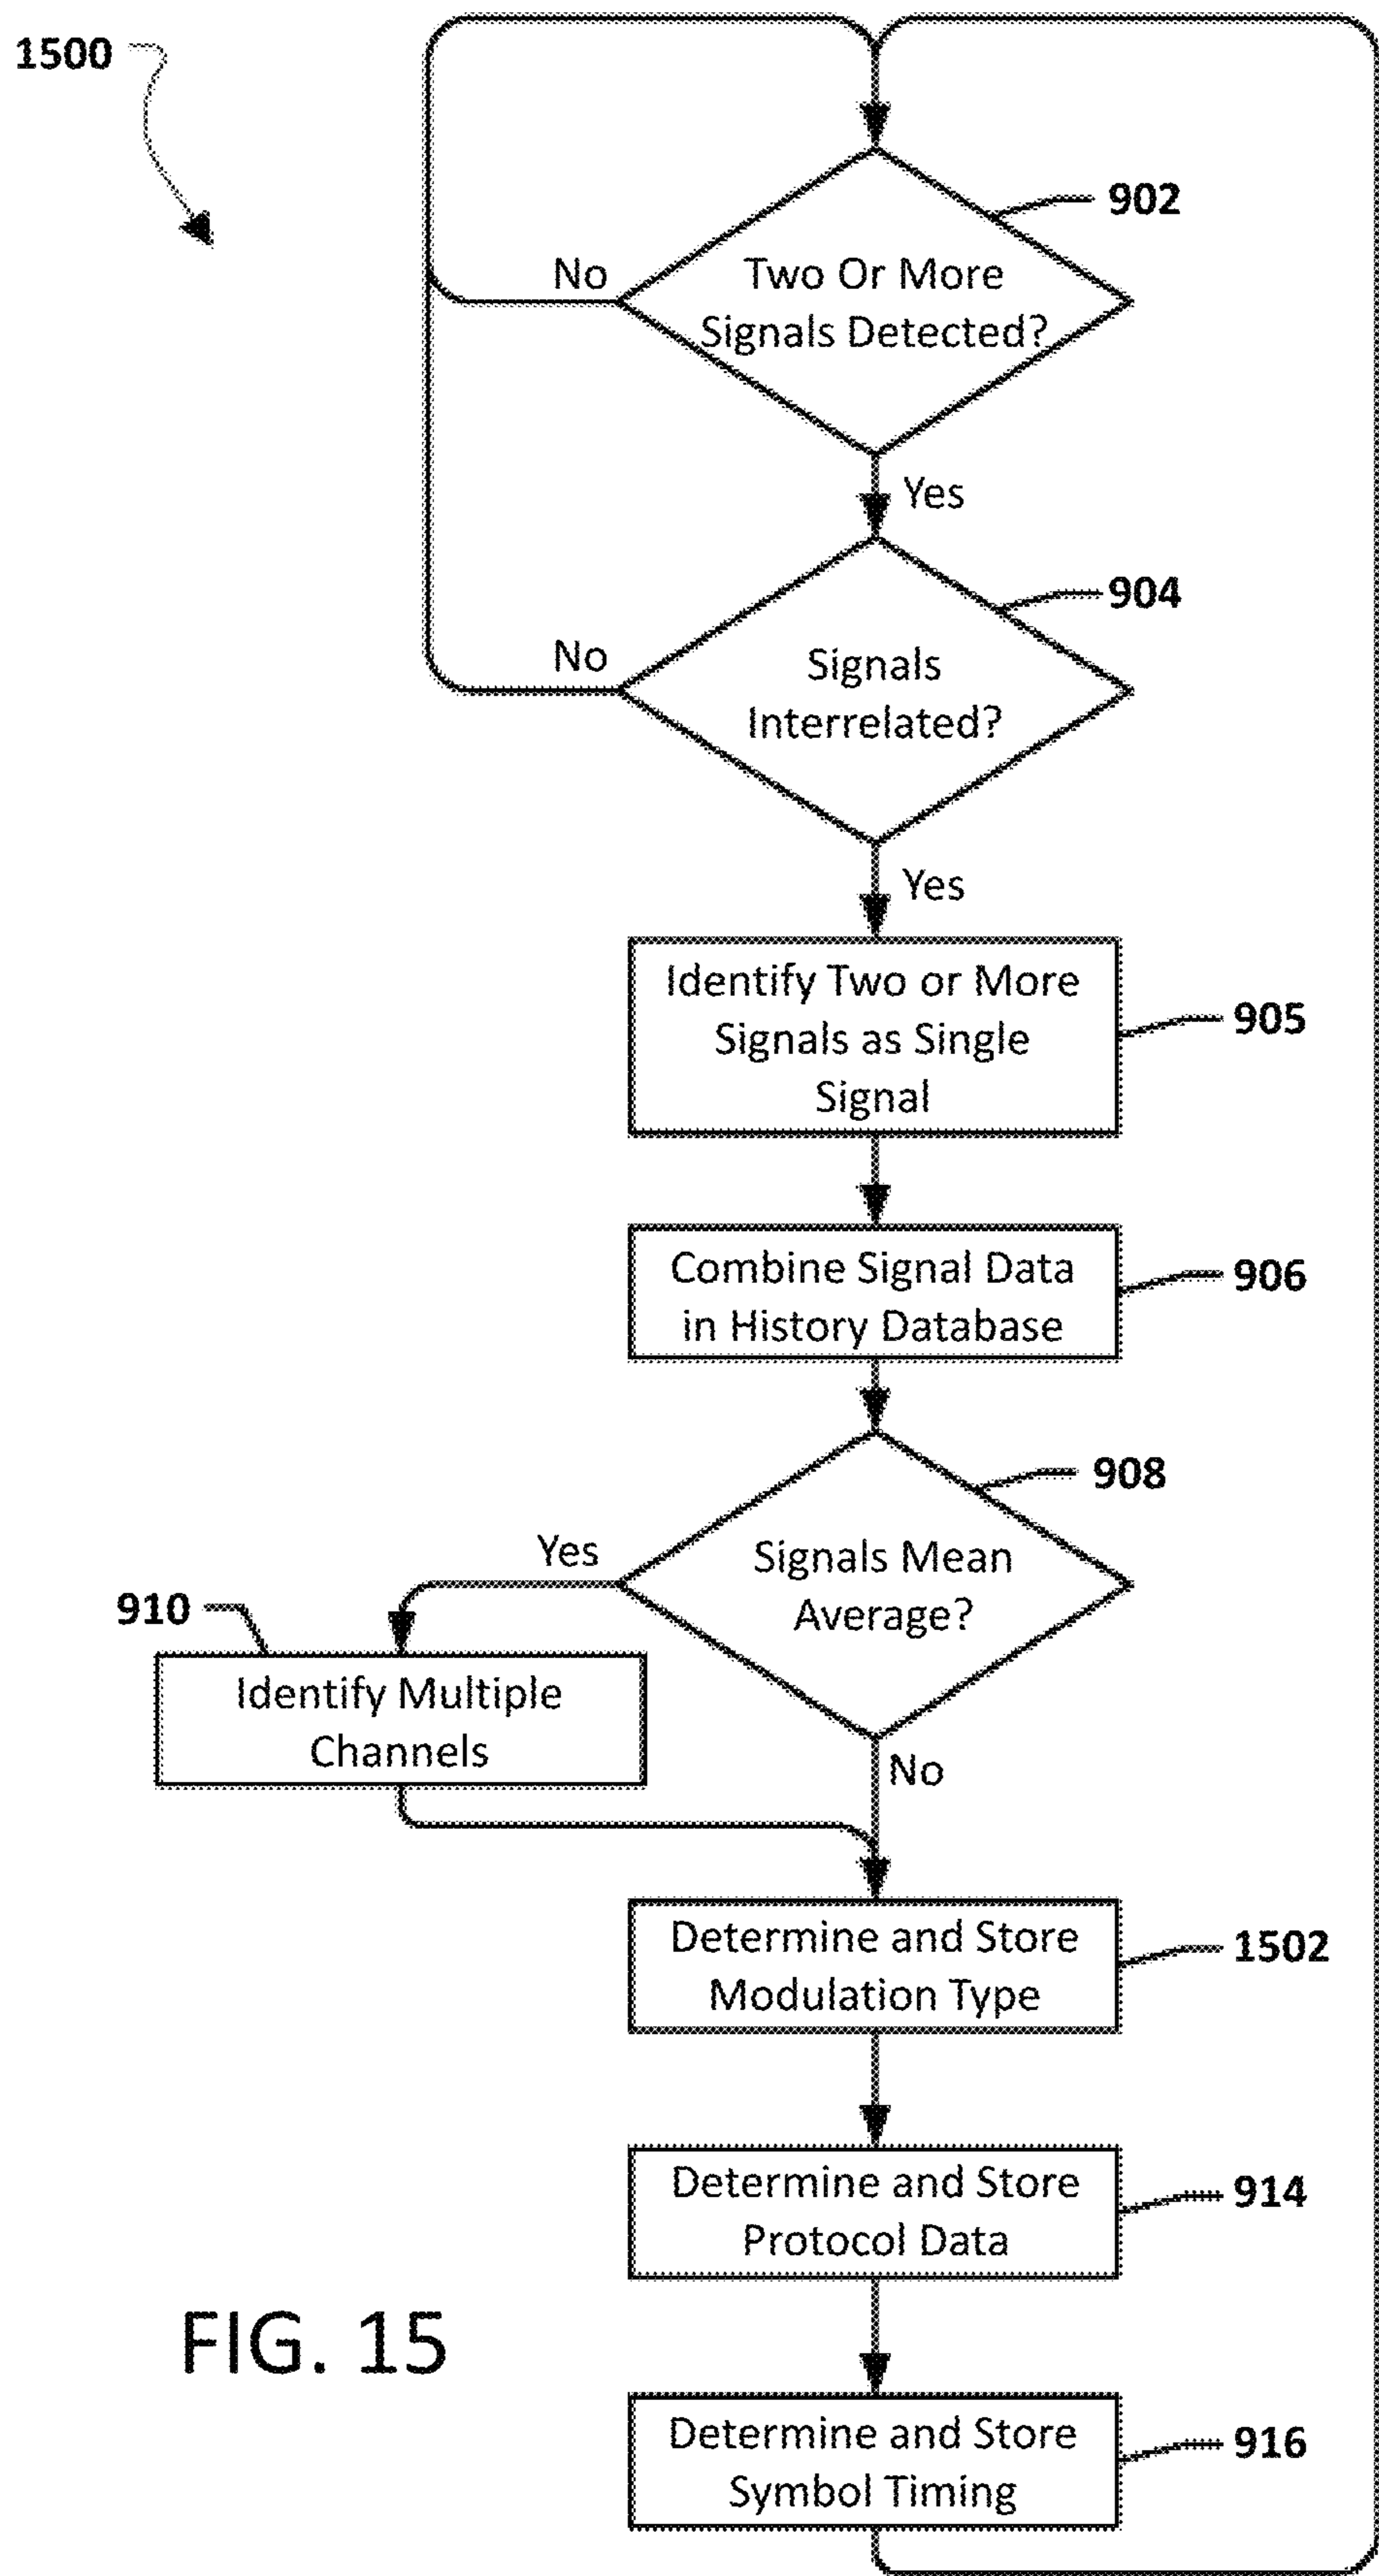 1500
902
No
Two Or More
Signals Detected?
Yes
904
No
Signals
Interrelated?
Yes
Identify Two or More
Signals as Single
Signal
905
Combine Signal Data
in History Database
906
908
Yes
Signals Mean
Average?
910
Identify Multiple
Channels
No
Determine and Store
Modulation Type
1502
Determine and Store
Protocol Data
914
FIG. 15
Determine and Store
Symbol Timing
916